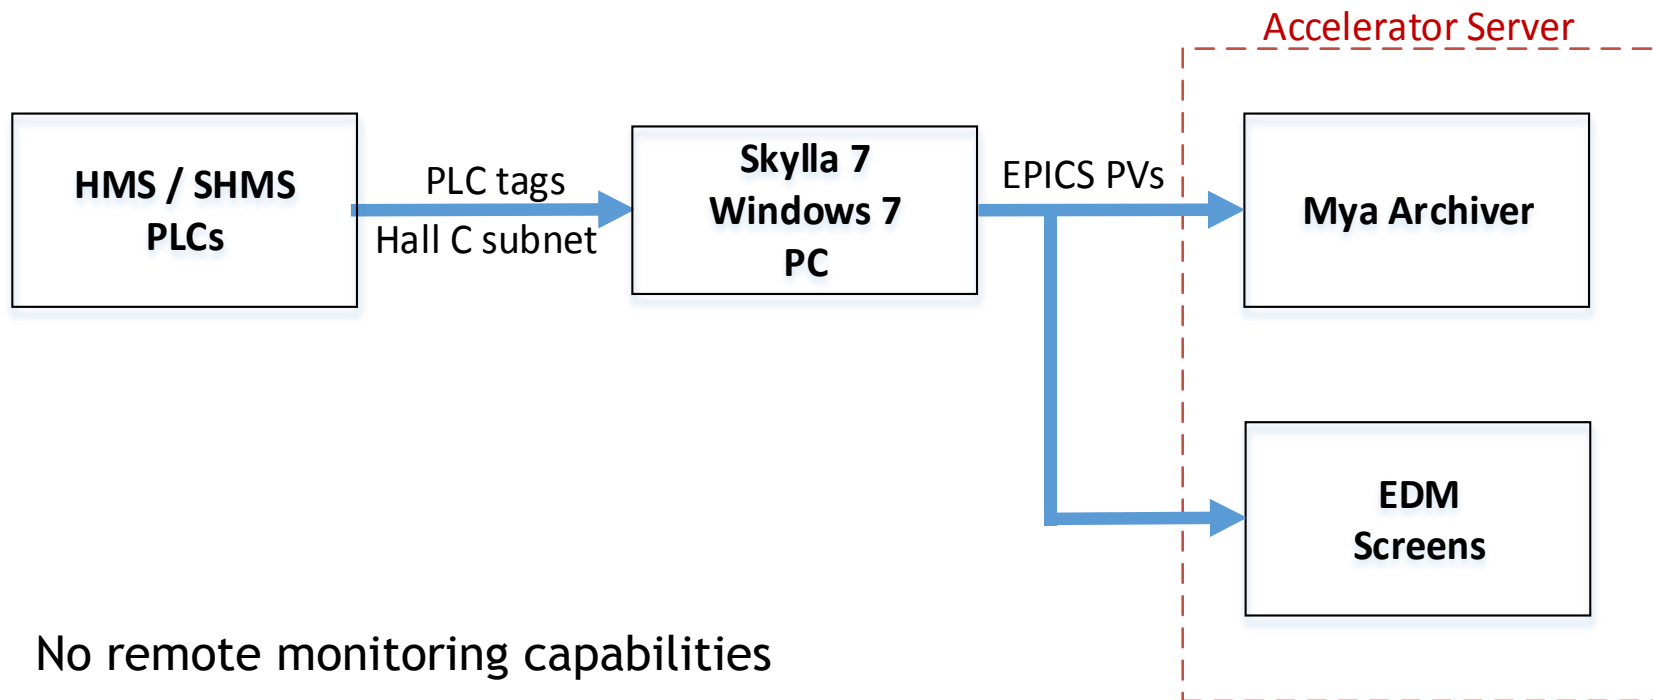 Accelerator Server
HMS / SHMS
PLCs
PLC tags
Hall C subnet
Skylla 7
Windows 7
PC
EPICS PVs
Mya Archiver
EDM
Screens
No remote monitoring capabilities